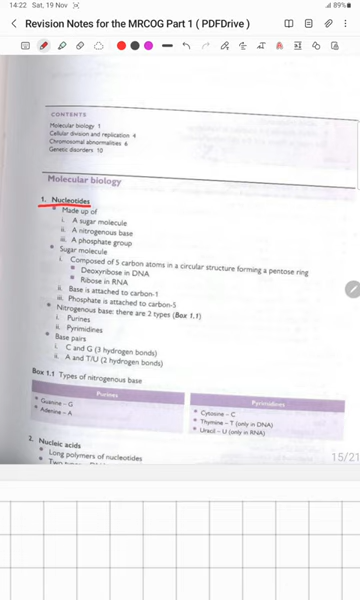 14:22 Sat, 19 Nov
89%
Revision Notes for the MRCOG Part 1 ( PDFDrive )
CONTENTS
Molecular biology 1
Cellular division and replication 4
Chromosomal abnormalities 6
Genetic disorders 10
Molecular biology
1. Nucleotides
* Made up of
i. A sugar molecule
ii. A nitrogenous base
iii. A phosphate group
* Sugar molecule
i. Composed of 5 carbon atoms in a circular structure forming a pentose ring
* Deoxyribose in DNA
* Ribose in RNA
ii. Base is attached to carbon-1
iii. Phosphate is attached to carbon-5
* Nitrogenous base: there are 2 types (Box 1.1)
i. Purines
ii. Pyrimidines
* Base pairs
i. C and G (3 hydrogen bonds)
ii. A and T/U (2 hydrogen bonds)
Box 1.1 Types of nitrogenous base
Purines
* Guanine – G
* Adenine – A
Pyrimidines
* Cytosine – C
* Thymine – T (only in DNA)
* Uracil – U (only in RNA)
2. Nucleic acids
* Long polymers of nucleotides
15/21